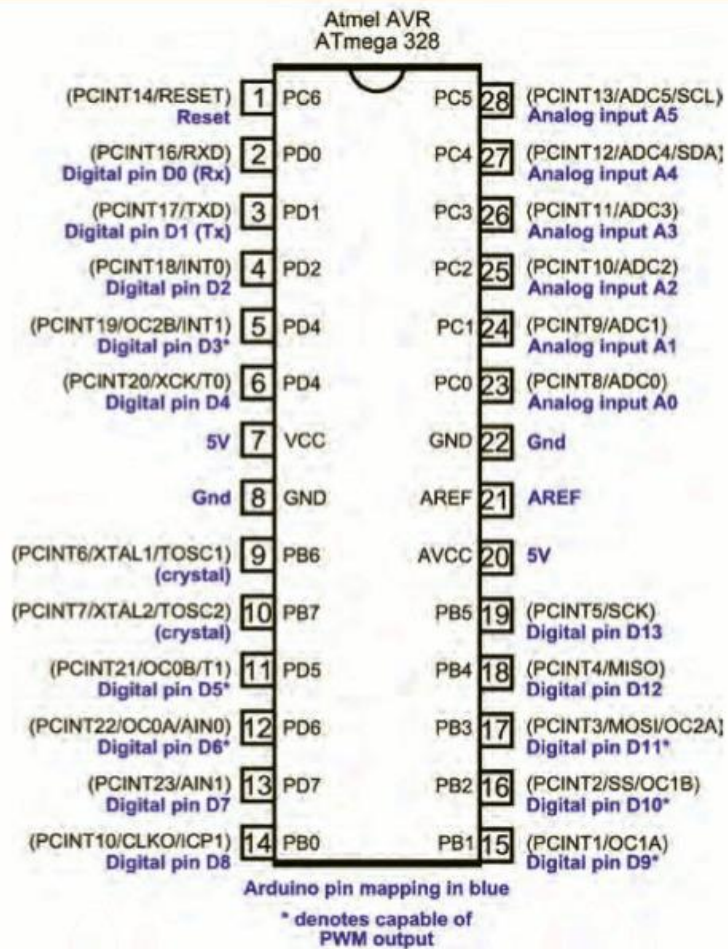 Atmel AVR
ATmega 328
(PCINT14/RESET) 1 PC6
Reset
(PCINT16/RXD) 2 PD0
Digital pin D0 (Rx)
(PCINT17/TXD) 3 PD1
Digital pin D1 (Tx)
(PCINT18/INT0) 4 PD2
Digital pin D2
(PCINT19/OC2B/INT1) 5 PD4
Digital pin D3*
(PCINT20/XCK/T0) 6 PD4
Digital pin D4
5V 7 VCC
Gnd 8 GND
(PCINT6/XTAL1/TOSC1) 9 PB6
(crystal)
(PCINT7/XTAL2/TOSC2) 10 PB7
(crystal)
(PCINT21/OC0B/T1) 11 PD5
Digital pin D5*
(PCINT22/OC0A/AIN0) 12 PD6
Digital pin D6*
(PCINT23/AIN1) 13 PD7
Digital pin D7
(PCINT10/CLKO/ICP1) 14 PB0
Digital pin D8
PC5 28 (PCINT13/ADC5/SCL)
Analog input A5
PC4 27 (PCINT12/ADC4/SDA)
Analog input A4
PC3 26 (PCINT11/ADC3)
Analog input A3
PC2 25 (PCINT10/ADC2)
Analog input A2
PC1 24 (PCINT9/ADC1)
Analog input A1
PC0 23 (PCINT8/ADC0)
Analog input A0
GND 22 Gnd
AREF 21 AREF
AVCC 20 5V
PB5 19 (PCINT5/SCK)
Digital pin D13
PB4 18 (PCINT4/MISO)
Digital pin D12
PB3 17 (PCINT3/MOSI/OC2A)
Digital pin D11*
PB2 16 (PCINT2/SS/OC1B)
Digital pin D10*
PB1 15 (PCINT1/OC1A)
Digital pin D9*
Arduino pin mapping in blue
* denotes capable of
PWM output